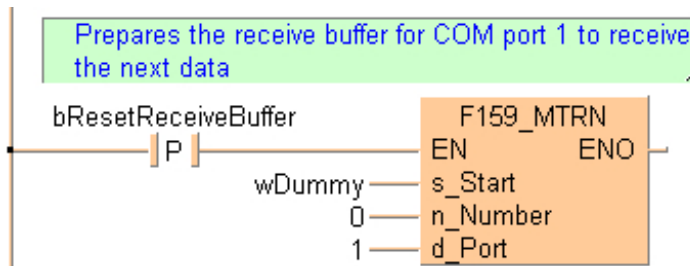 Prepares the receive buffer for COM port 1 to receive
the next data
bResetReceiveBuffer
P
F159_MTRN
EN ENO
wDummy s_Start
0 n_Number
1 d_Port